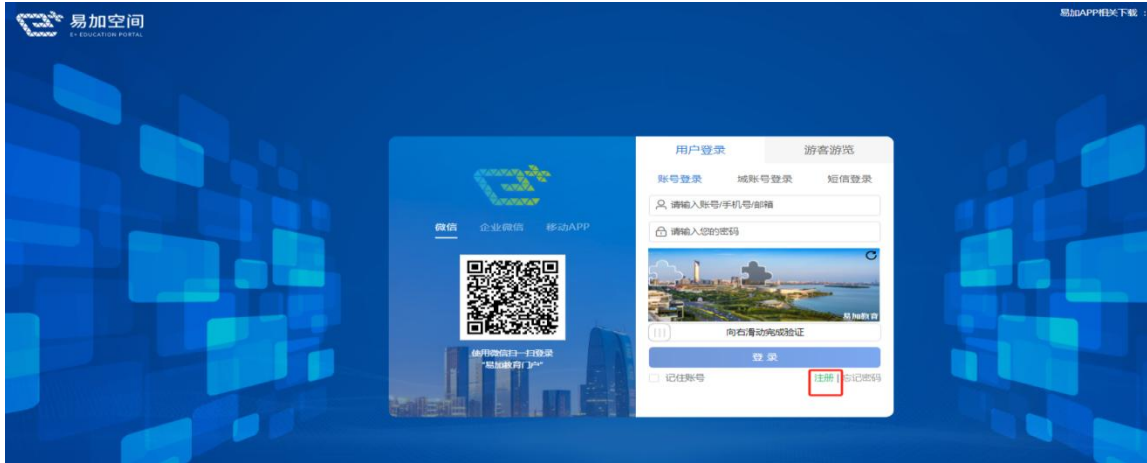 易加空间
E+ EDUCATION PORTAL
易加APP相关下载 :
用户登录 游客游览
账号登录 域账号登录 短信登录
请输入账号/手机号/邮箱
请输入您的密码
微信 企业微信 移动APP
易加教育
向右滑动完成验证
登 录
记住账号 注册 | 忘记密码
使用微信扫一扫登录
"易加教育门户"